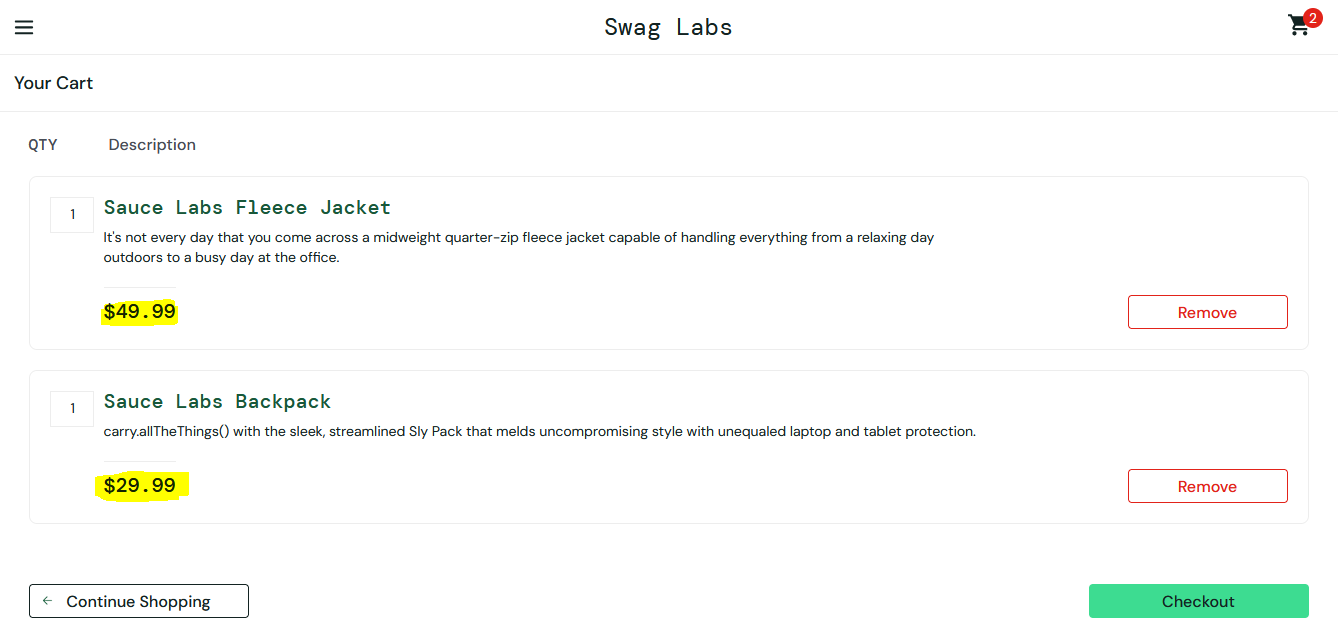 Swag Labs
2
Your Cart
QTY Description
1
Sauce Labs Fleece Jacket
It's not every day that you come across a midweight quarter-zip fleece jacket capable of handling everything from a relaxing day
outdoors to a busy day at the office.
$49.99
Remove
1
Sauce Labs Backpack
carry.allTheThings() with the sleek, streamlined Sly Pack that melds uncompromising style with unequaled laptop and tablet protection.
$29.99
Remove
Continue Shopping
Checkout